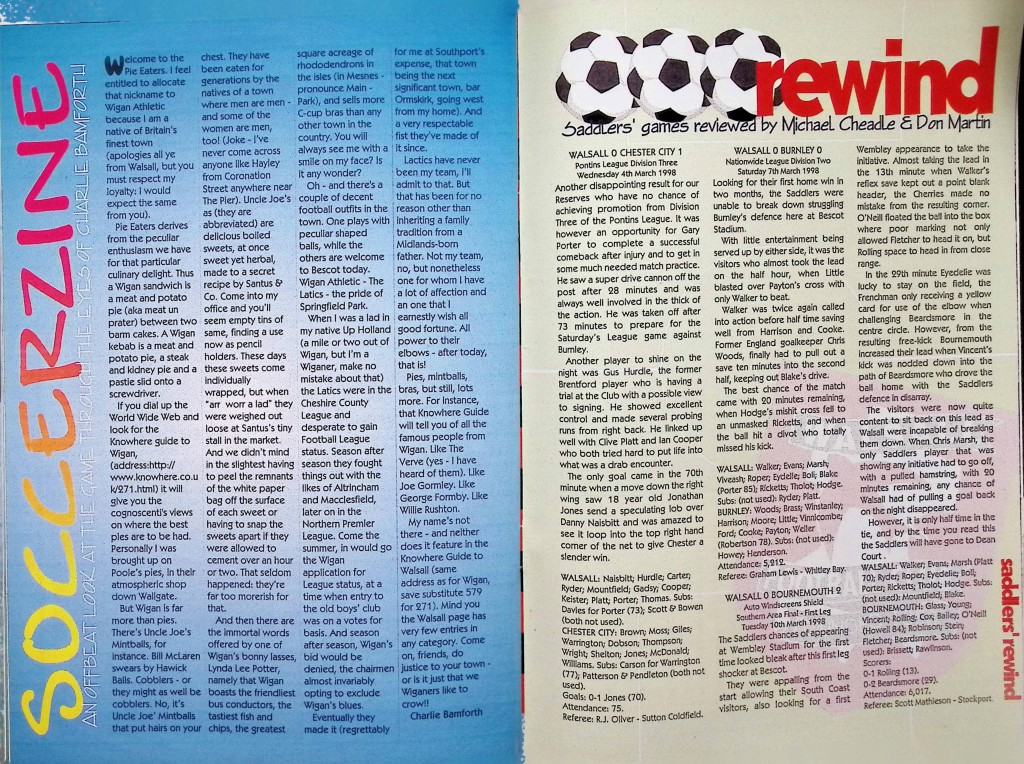 SOCCERZINE
AN OFFBEAT LOOK AT THE GAME THROUGH THE EYES OF CHARLIE BAMFORTH
Welcome to the
Pie Eaters. I feel
entitled to allocate
that nickname to
Wigan Athletic
because I am a
native of Britain's
finest town
(apologies all ye
from Walsall, but you
must respect my
loyalty: I would
expect the same
from you).
Pie Eaters derives
from the peculiar
enthusiasm we have
for that particular
culinary delight. Thus
a Wigan sandwich is
a meat and potato
pie (aka meat un
prater) between two
barm cakes. A Wigan
kebab is a meat and
potato pie, a steak
and kidney pie and a
pastie slid onto a
screwdriver.
If you dial up the
World Wide Web and
look for the
Knowhere guide to
Wigan,
(address:http://
www.knowhere.co.u
k/271.html) it will
give you the
cognoscenti's views
on where the best
pies are to be had.
Personally I was
brought up on
Poole's pies, in their
atmospheric shop
down Wallgate.
But Wigan is far
more than pies.
There's Uncle Joe's
Mintballs, for
instance. Bill McLaren
swears by Hawick
Balls. Cobblers - or
they might as well be
cobblers. No, it's
Uncle Joe' Mintballs
that put hairs on your
chest. They have
been eaten for
generations by the
natives of a town
where men are men -
and some of the
women are men,
too! (Joke - I've
never come across
anyone like Hayley
from Coronation
Street anywhere near
The Pier). Uncle Joe's
as (they are
abbreviated) are
delicious boiled
sweets, at once
sweet yet herbal,
made to a secret
recipe by Santus &
Co. Come into my
office and you'll
seem empty tins of
same, finding a use
now as pencil
holders. These days
these sweets come
individually
wrapped, but when
"arr worr a lad" they
were weighed out
loose at Santus's tiny
stall in the market.
And we didn't mind
in the slightest having
to peel the remnants
of the white paper
bag off the surface
of each sweet or
having to snap the
sweets apart if they
were allowed to
cement over an hour
or two. That seldom
happened: they're
far too morerish for
that.
And then there are
the immortal words
offered by one of
Wigan's bonny lasses,
Lynda Lee Potter,
namely that Wigan
boasts the friendliest
bus conductors, the
tastiest fish and
chips, the greatest
square acreage of
rhododendrons in
the isles (in Mesnes -
pronounce Main -
Park), and sells more
C-cup bras than any
other town in the
country. You will
always see me with a
smile on my face? Is
it any wonder?
Oh - and there's a
couple of decent
football outfits in the
town. One plays with
peculiar shaped
balls, while the
others are welcome
to Bescot today.
Wigan Athletic - The
Latics - the pride of
Springfield Park.
When I was a lad in
my native Up Holland
(a mile or two out of
Wigan, but I'm a
Wiganer, make no
mistake about that)
the Latics were in the
Cheshire County
League and
desperate to gain
Football League
status. Season after
season they fought
things out with the
likes of Altrincham
and Macclesfield,
later on in the
Northern Premier
League. Come the
summer, in would go
the Wigan
application for
League status, at a
time when entry to
the old boys' club
was on a votes for
basis. And season
after season, Wigan's
bid would be
denied, the chairmen
almost invariably
opting to exclude
Wigan's blues.
Eventually they
made it (regrettably
for me at Southport's
expense, that town
being the next
significant town, bar
Ormskirk, going west
from my home). And
a very respectable
fist they've made of
it since.
Lactics have never
been my team, I'll
admit to that. But
that has been for no
reason other than
inheriting a family
tradition from a
Midlands-born
father. Not my team,
no, but nonetheless
one for whom I have
a lot of affection and
an one that I
earnestly wish all
good fortune. All
power to their
elbows - after today,
that is!
Pies, mintballs,
bras, but still, lots
more. For instance,
that Knowhere Guide
will tell you of all the
famous people from
Wigan. Like The
Verve (yes - I have
heard of them). Like
Joe Gormley. Like
George Formby. Like
Willie Rushton.
My name's not
there - and neither
does it feature in the
Knowhere Guide to
Walsall (same
address as for Wigan,
save substitute 579
for 271). Mind you
the Walsall page has
very few entries in
any category. Come
on, friends, do
justice to your town -
or is it just that we
Wiganers like to
crow!!
Charlie Bamforth
rewind
Saddlers' games reviewed by Michael Cheadle & Don Martin
WALSALL 0 CHESTER CITY 1
Pontins League Division Three
Wednesday 4th March 1998
Another disappointing result for our
Reserves who have no chance of
achieving promotion from Division
Three of the Pontins League. It was
however an opportunity for Gary
Porter to complete a successful
comeback after injury and to get in
some much needed match practice.
He saw a super drive cannon off the
post after 28 minutes and was
always well involved in the thick of
the action. He was taken off after
73 minutes to prepare for the
Saturday's League game against
Burnley.
Another player to shine on the
night was Gus Hurdle, the former
Brentford player who is having a
trial at the Club with a possible view
to signing. He showed excellent
control and made several probing
runs from right back. He linked up
well with Clive Platt and Ian Cooper
who both tried hard to put life into
what was a drab encounter.
The only goal came in the 70th
minute when a move down the right
wing saw 18 year old Jonathan
Jones send a speculating lob over
Danny Naisbitt and was amazed to
see it loop into the top right hand
corner of the net to give Chester a
slender win.
WALSALL: Naisbitt; Hurdle; Carter;
Ryder; Mountfield; Gadsy; Cooper;
Keister; Platt; Porter; Thomas. Subs:
Davies for Porter (73); Scott & Bowen
(both not used).
CHESTER CITY: Brown; Moss; Giles;
Warrington; Dobson; Thompson;
Wright; Shelton; Jones; McDonald;
Williams. Subs: Carson for Warrington
(77); Patterson & Pendleton (both not
used).
Goals: 0-1 Jones (70).
Attendance: 75.
Referee: R.J. Oliver - Sutton Coldfield.
WALSALL 0 BURNLEY 0
Nationwide League Division Two
Saturday 7th March 1998
Looking for their first home win in
two months, the Saddlers were
unable to break down struggling
Burnley's defence here at Bescot
Stadium.
With little entertainment being
served up by either side, it was the
visitors who almost took the lead
on the half hour, when Little
blasted over Payton's cross with
only Walker to beat.
Walker was twice again called
into action before half time saving
well from Harrison and Cooke.
Former England goalkeeper Chris
Woods, finally had to pull out a
save ten minutes into the second
half, keeping out Blake's drive.
The best chance of the match
came with 20 minutes remaining,
when Hodge's mishit cross fell to
an unmasked Ricketts, and when
the ball hit a divot who totally
missed his kick.
WALSALL: Walker; Evans; Marsh;
Viveash; Roper; Eydelie; Boli; Blake
(Porter 85); Ricketts; Tholot; Hodge.
Subs: (not used): Ryder; Platt.
BURNLEY: Woods; Brass; Winstanley;
Harrison; Moore; Little; Vinnicombe;
Ford; Cooke; Payton; Weller
(Robertson 78). Subs: (not used):
Howey; Henderson.
Attendance: 5,212.
Referee: Graham Lewis - Whitley Bay.
WALSALL 0 BOURNEMOUTH 2
Auto Windscreens Shield
Southern Area Final - First Leg
Tuesday 10th March 1998
The Saddlers chances of appearing
at Wembley Stadium for the first
time looked bleak after this first leg
shocker at Bescot.
They were appalling from the
start allowing their South Coast
visitors, also looking for a first
Wembley appearance to take the
initiative. Almost taking the lead in
the 13th minute when Walker's
reflex save kept out a point blank
header, the Cherries made no
mistake from the resulting corner.
O'Neill floated the ball into the box
where poor marking not only
allowed Fletcher to head it on, but
Rolling space to head in from close
range.
In the 29th minute Eyedelie was
lucky to stay on the field, the
Frenchman only receiving a yellow
card for use of the elbow when
challenging Beardsmore in the
centre circle. However, from the
resulting free-kick Bournemouth
increased their lead when Vincent's
kick was nodded down into the
path of Beardsmore who drove the
ball home with the Saddlers
defence in disarray.
The visitors were now quite
content to sit back on this lead as
Walsall were incapable of breaking
them down. When Chris Marsh, the
only Saddlers player that was
showing any initiative had to go off,
with a pulled hamstring, with 20
minutes remaining, any chance of
Walsall had of pulling a goal back
on the night disappeared.
However, it is only half time in the
tie, and by the time you read this
the Saddlers will have gone to Dean
Court .
WALSALL: Walker; Evans; Marsh (Platt
70); Ryder; Roper; Eydelie; Boli;
Porter; Ricketts; Tholot; Hodge. Subs:
(not used): Mountfield; Blake.
BOURNEMOUTH: Glass; Young;
Vincent; Rolling; Cox; Bailey; O'Neill
(Howell 84); Robinson; Stein;
Fletcher; Beardsmore. Subs: (not
used): Brissett; Rawlinson.
Scorers:
0-1 Rolling (13).
0-2 Beardsmore (29).
Attendance: 6,017.
Referee: Scott Mathieson - Stockport.
saddlers' rewind